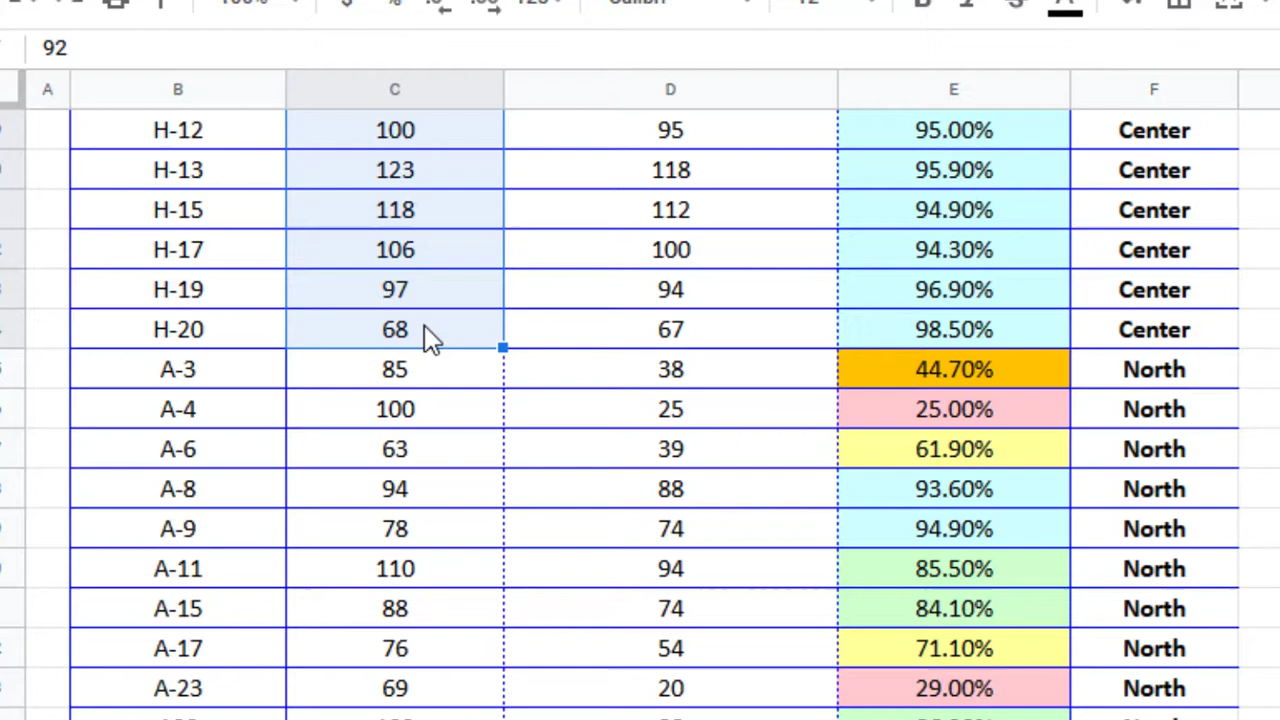 92
A B C D E F
H-12 100 95 95.00% Center
H-13 123 118 95.90% Center
H-15 118 112 94.90% Center
H-17 106 100 94.30% Center
H-19 97 94 96.90% Center
H-20 68 67 98.50% Center
A-3 85 38 44.70% North
A-4 100 25 25.00% North
A-6 63 39 61.90% North
A-8 94 88 93.60% North
A-9 78 74 94.90% North
A-11 110 94 85.50% North
A-15 88 74 84.10% North
A-17 76 54 71.10% North
A-23 69 20 29.00% North